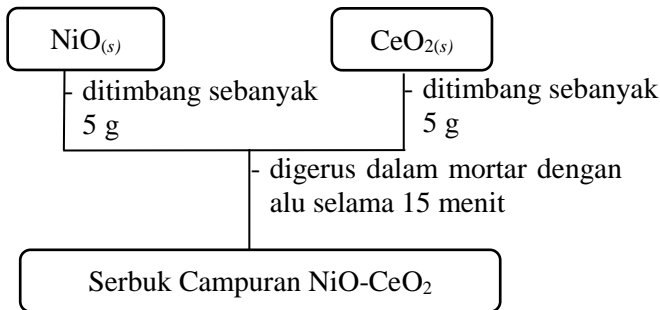 NiO(s)
CeO2(s)
- ditimbang sebanyak
5 g
- ditimbang sebanyak
5 g
- digerus dalam mortar dengan
alu selama 15 menit
Serbuk Campuran NiO-CeO2